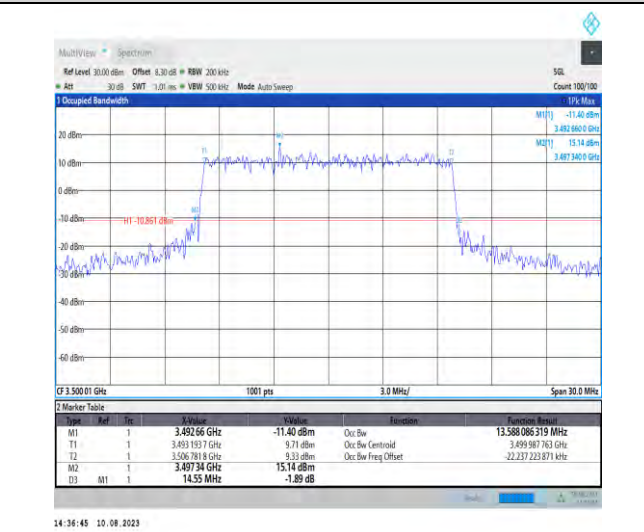 MultiView Spectrum
Ref Level 30.00 dBm Offset 8.30 dB RBW 200 kHz SGL
Att 30 dB SWT 1.01 ms VBW 500 kHz Mode Auto Sweep Count 100/100
1 Occupied Bandwidth 1Pk Max
M1[1] -11.40 dBm
3.492 660 0 GHz
M2[1] 15.14 dBm
3.497 340 0 GHz
20 dBm
T1 M2 T2
10 dBm
0 dBm
-10 dBm
H1 -10.861 dBm
-20 dBm
-30 dBm
-40 dBm
-50 dBm
-60 dBm
CF 3.500 01 GHz 1001 pts 3.0 MHz/ Span 30.0 MHz
2 Marker Table
Type Ref Trc X-Value Y-Value Function Function Result
M1 1 3.492 66 GHz -11.40 dBm Occ Bw 13.588 086 319 MHz
T1 1 3.493 193 7 GHz 9.71 dBm Occ Bw Centroid 3.499 987 763 GHz
T2 1 3.506 781 8 GHz 9.33 dBm Occ Bw Freq Offset -22.237 223 871 kHz
M2 1 3.497 34 GHz 15.14 dBm
D3 M1 1 14.55 MHz -1.89 dB
14:36:45 10.08.2023